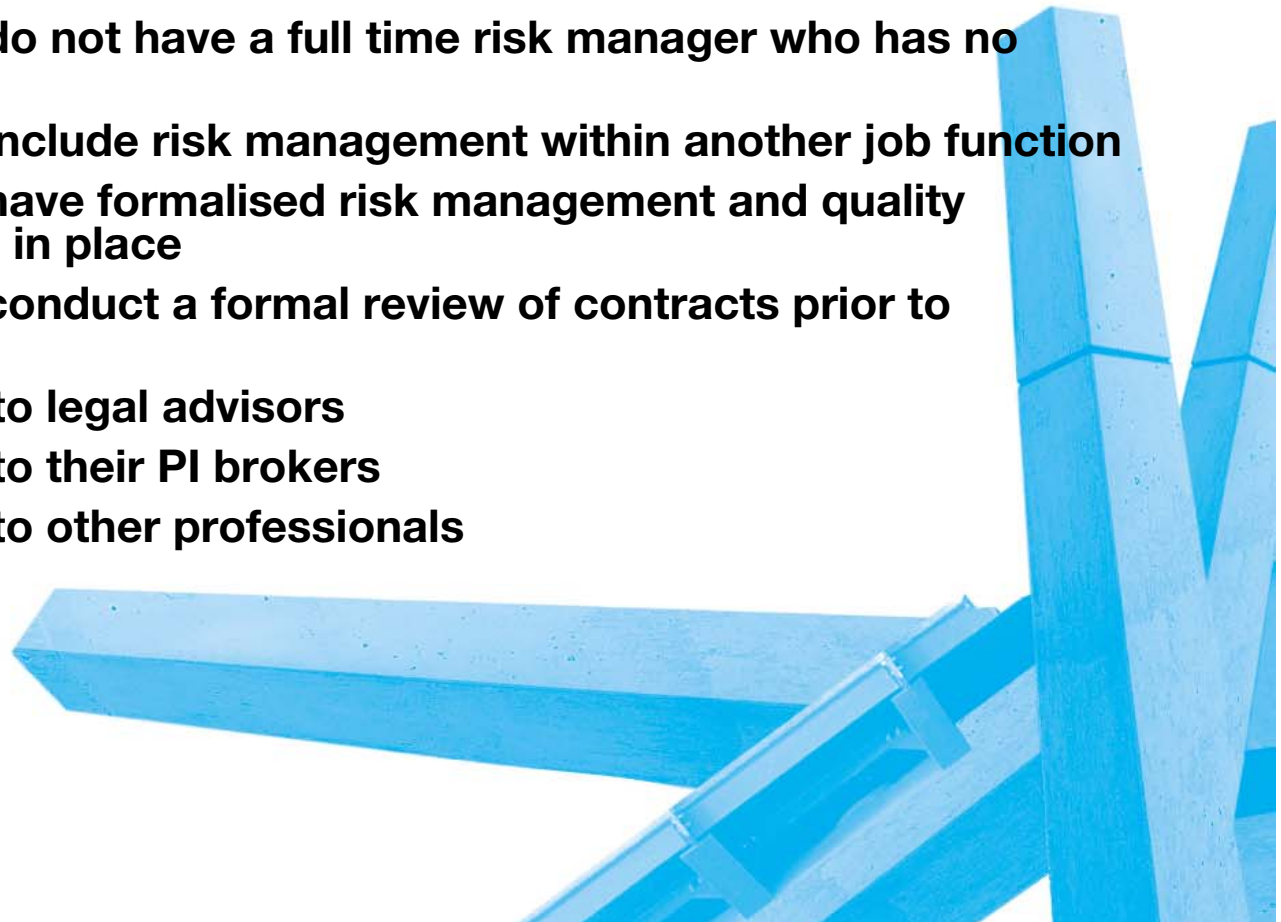 do not have a full time risk manager who has no
include risk management within another job function
have formalised risk management and quality
in place
conduct a formal review of contracts prior to
to legal advisors
to their PI brokers
to other professionals